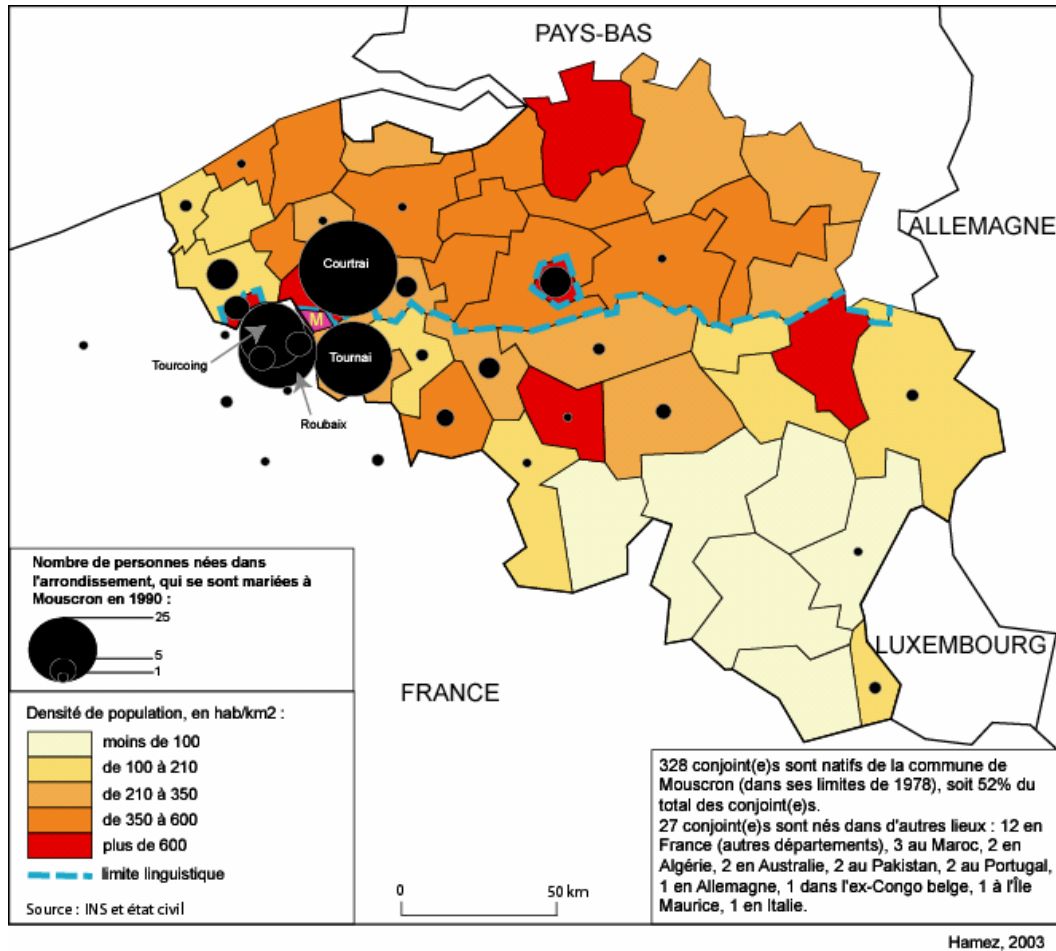 PAYS-BAS
ALLEMAGNE
Courtrai
M
Tourcoing
Tournai
Roubaix
LUXEMBOURG
FRANCE
Nombre de personnes nées dans
l'arrondissement, qui se sont mariées à
Mouscron en 1990 :
25
5
1
Densité de population, en hab/km2 :
moins de 100
de 100 à 210
de 210 à 350
de 350 à 600
plus de 600
limite linguistique
Source : INS et état civil
0
50 km
328 conjoint(e)s sont natifs de la commune de
Mouscron (dans ses limites de 1978), soit 52% du
total des conjoint(e)s.
27 conjoint(e)s sont nés dans d'autres lieux : 12 en
France (autres départements), 3 au Maroc, 2 en
Algérie, 2 en Australie, 2 au Pakistan, 2 au Portugal,
1 en Allemagne, 1 dans l'ex-Congo belge, 1 à l'Île
Maurice, 1 en Italie.
Hamez, 2003